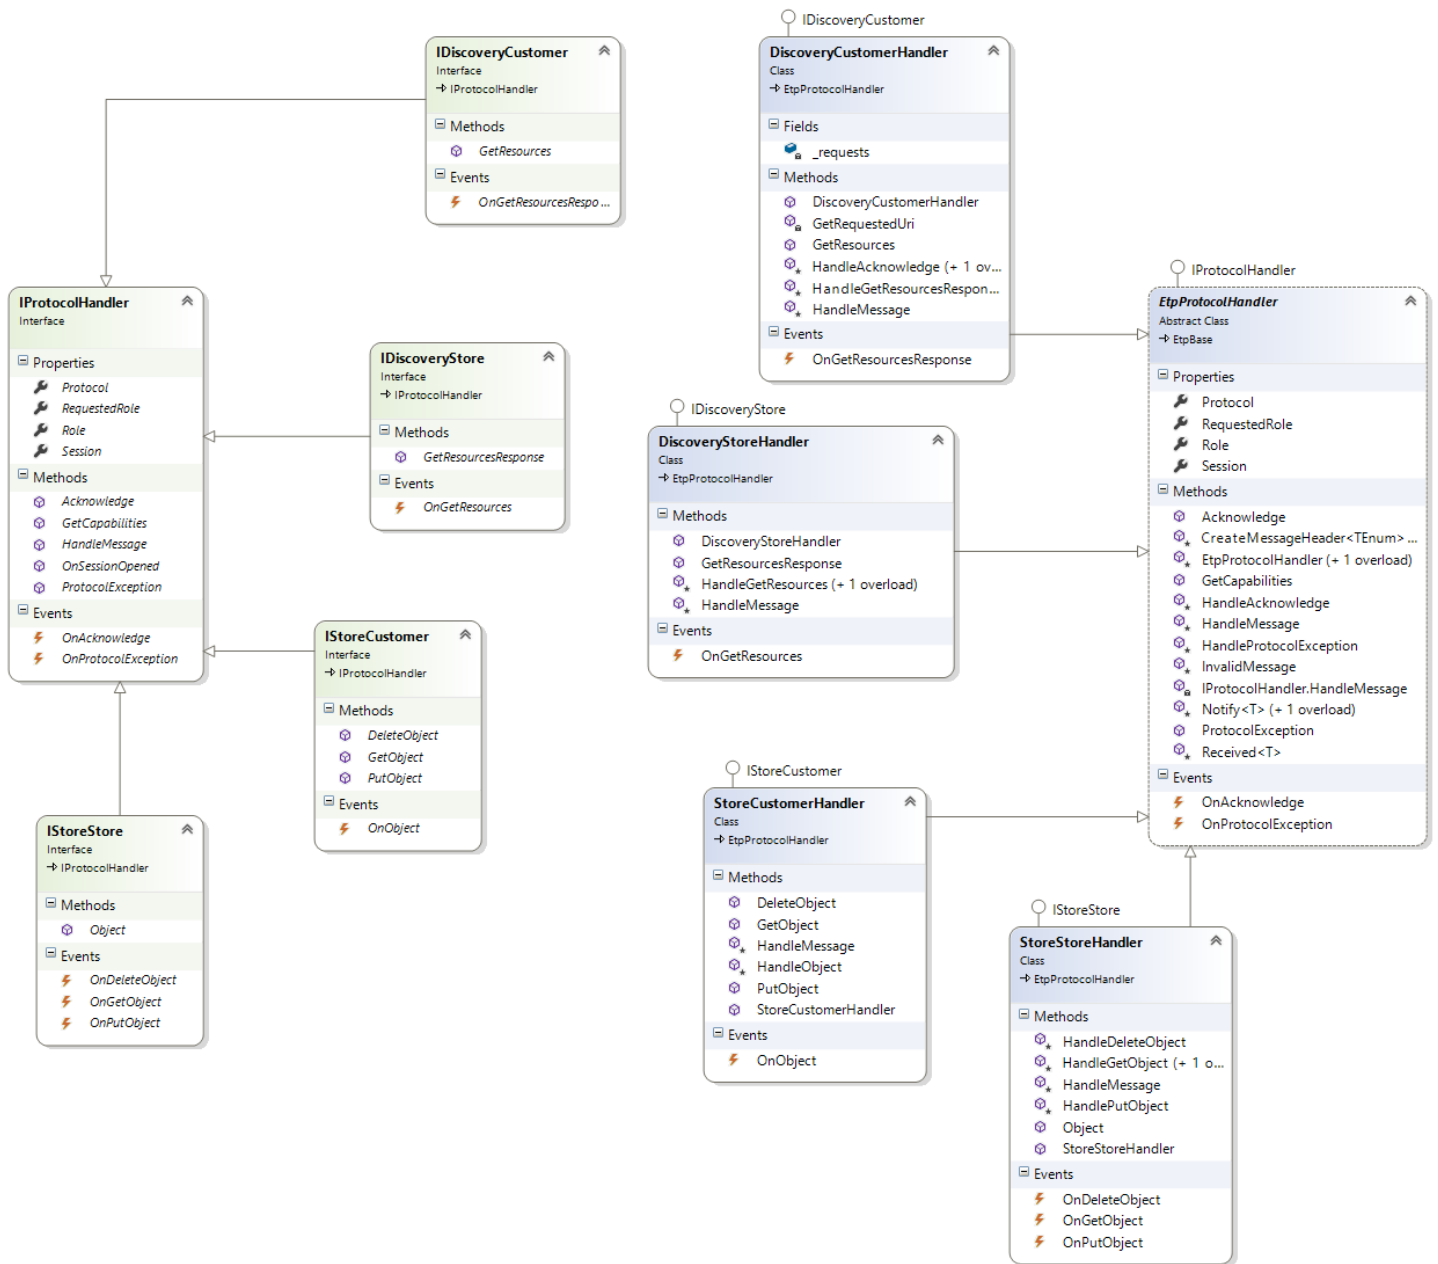 IDiscoveryCustomer
Interface
IProtocolHandler
Methods
GetResources
Events
OnGetResourcesRespo...
IProtocolHandler
Interface
Properties
Protocol
RequestedRole
Role
Session
Methods
Acknowledge
GetCapabilities
HandleMessage
OnSessionOpened
ProtocolException
Events
OnAcknowledge
OnProtocolException
IDiscoveryStore
Interface
IProtocolHandler
Methods
GetResourcesResponse
Events
OnGetResources
IStoreCustomer
Interface
IProtocolHandler
Methods
DeleteObject
GetObject
PutObject
Events
OnObject
IStoreStore
Interface
IProtocolHandler
Methods
Object
Events
OnDeleteObject
OnGetObject
OnPutObject
IDiscoveryCustomer
DiscoveryCustomerHandler
Class
EtpProtocolHandler
Fields
_requests
Methods
DiscoveryCustomerHandler
GetRequestedUri
GetResources
HandleAcknowledge (+ 1 ov...
HandleGetResourcesRespon...
HandleMessage
Events
OnGetResourcesResponse
IDiscoveryStore
DiscoveryStoreHandler
Class
EtpProtocolHandler
Methods
DiscoveryStoreHandler
GetResourcesResponse
HandleGetResources (+ 1 overload)
HandleMessage
Events
OnGetResources
IStoreCustomer
StoreCustomerHandler
Class
EtpProtocolHandler
Methods
DeleteObject
GetObject
HandleMessage
HandleObject
PutObject
StoreCustomerHandler
Events
OnObject
IProtocolHandler
EtpProtocolHandler
Abstract Class
EtpBase
Properties
Protocol
RequestedRole
Role
Session
Methods
Acknowledge
CreateMessageHeader<TEnum> ...
EtpProtocolHandler (+ 1 overload)
GetCapabilities
HandleAcknowledge
HandleMessage
HandleProtocolException
InvalidMessage
IProtocolHandler.HandleMessage
Notify<T> (+ 1 overload)
ProtocolException
Received<T>
Events
OnAcknowledge
OnProtocolException
IStoreStore
StoreStoreHandler
Class
EtpProtocolHandler
Methods
HandleDeleteObject
HandleGetObject (+ 1 o...
HandleMessage
HandlePutObject
Object
StoreStoreHandler
Events
OnDeleteObject
OnGetObject
OnPutObject